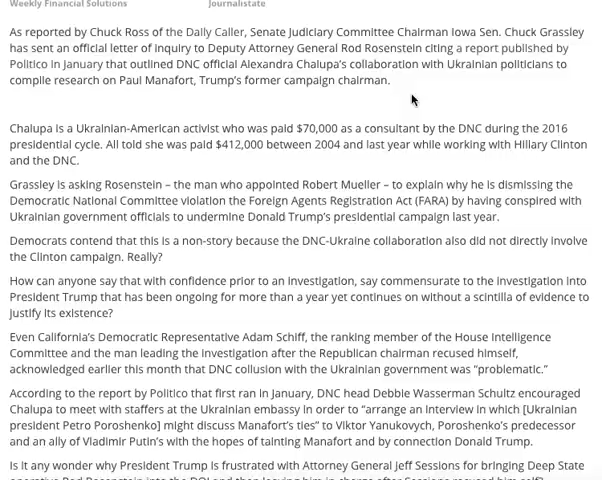 Weekly Financial Solutions Journalistate
As reported by Chuck Ross of the Daily Caller, Senate Judiciary Committee Chairman Iowa Sen. Chuck Grassley
has sent an official letter of inquiry to Deputy Attorney General Rod Rosenstein citing a report published by
Politico in January that outlined DNC official Alexandra Chalupa's collaboration with Ukrainian politicians to
compile research on Paul Manafort, Trump's former campaign chairman.
Chalupa is a Ukrainian-American activist who was paid $70,000 as a consultant by the DNC during the 2016
presidential cycle. All told she was paid $412,000 between 2004 and last year while working with Hillary Clinton
and the DNC.
Grassley is asking Rosenstein – the man who appointed Robert Mueller – to explain why he is dismissing the
Democratic National Committee violation the Foreign Agents Registration Act (FARA) by having conspired with
Ukrainian government officials to undermine Donald Trump's presidential campaign last year.
Democrats contend that this is a non-story because the DNC-Ukraine collaboration also did not directly involve
the Clinton campaign. Really?
How can anyone say that with confidence prior to an investigation, say commensurate to the investigation into
President Trump that has been ongoing for more than a year yet continues on without a scintilla of evidence to
justify its existence?
Even California's Democratic Representative Adam Schiff, the ranking member of the House Intelligence
Committee and the man leading the investigation after the Republican chairman recused himself,
acknowledged earlier this month that DNC collusion with the Ukrainian government was "problematic."
According to the report by Politico that first ran in January, DNC head Debbie Wasserman Schultz encouraged
Chalupa to meet with staffers at the Ukrainian embassy in order to "arrange an interview in which [Ukrainian
president Petro Poroshenko] might discuss Manafort's ties" to Viktor Yanukovych, Poroshenko's predecessor
and an ally of Vladimir Putin's with the hopes of tainting Manafort and by connection Donald Trump.
Is it any wonder why President Trump is frustrated with Attorney General Jeff Sessions for bringing Deep State
operative Rod Rosenstein into the DOJ and then leaving him in charge after Sessions recused himself?